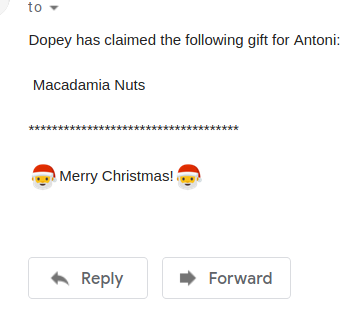 to
Dopey has claimed the following gift for Antoni:
Macadamia Nuts
************************************
🎅Merry Christmas!🎅
Reply
Forward